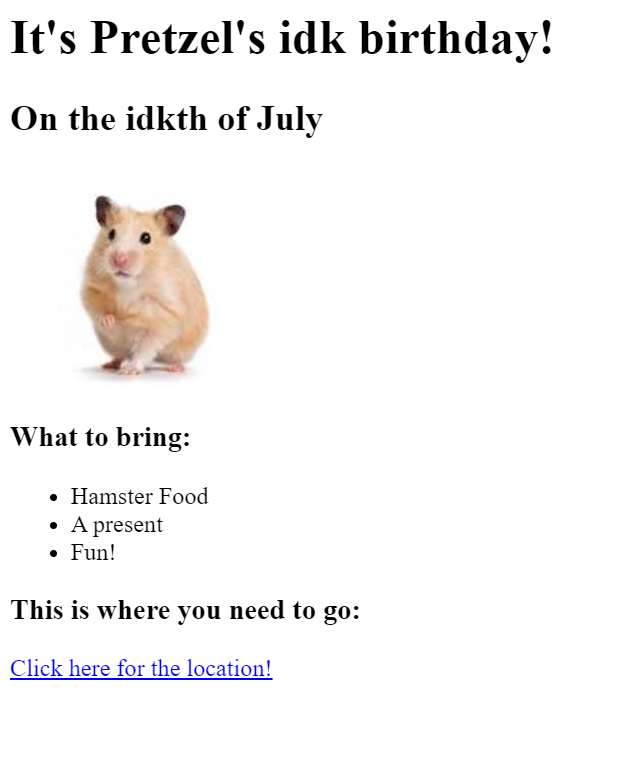 It's Pretzel's idk birthday!
On the idkth of July
What to bring:
Hamster Food
A present
Fun!
This is where you need to go:
Click here for the location!